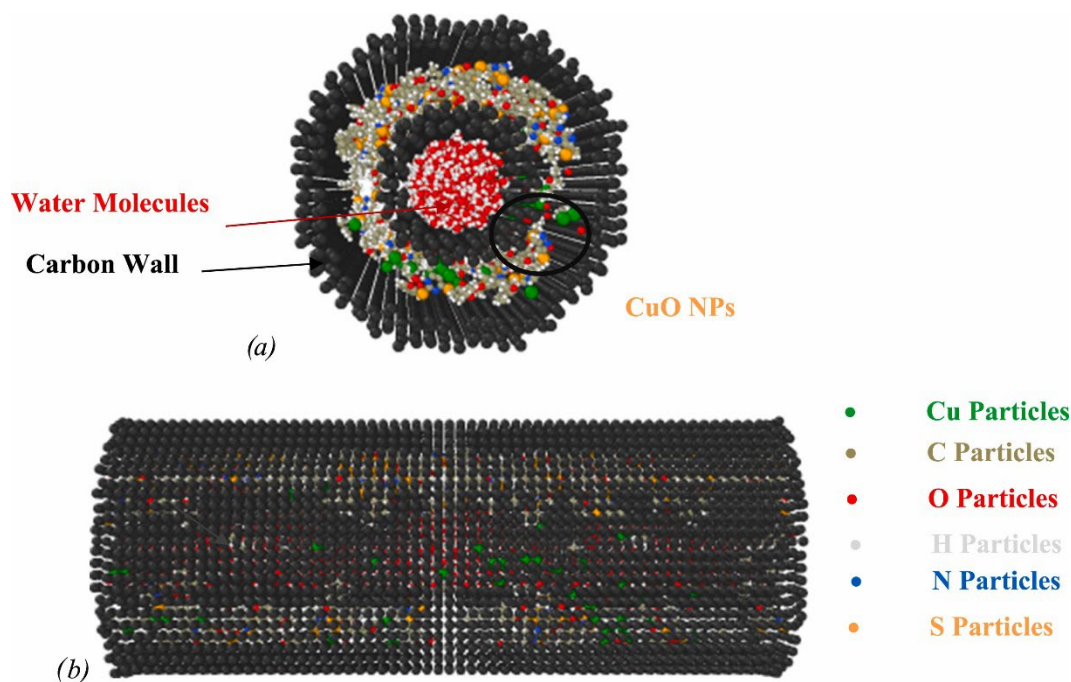 Water Molecules
Carbon Wall
CuO NPs
(a)
Cu Particles
C Particles
O Particles
H Particles
N Particles
S Particles
(b)